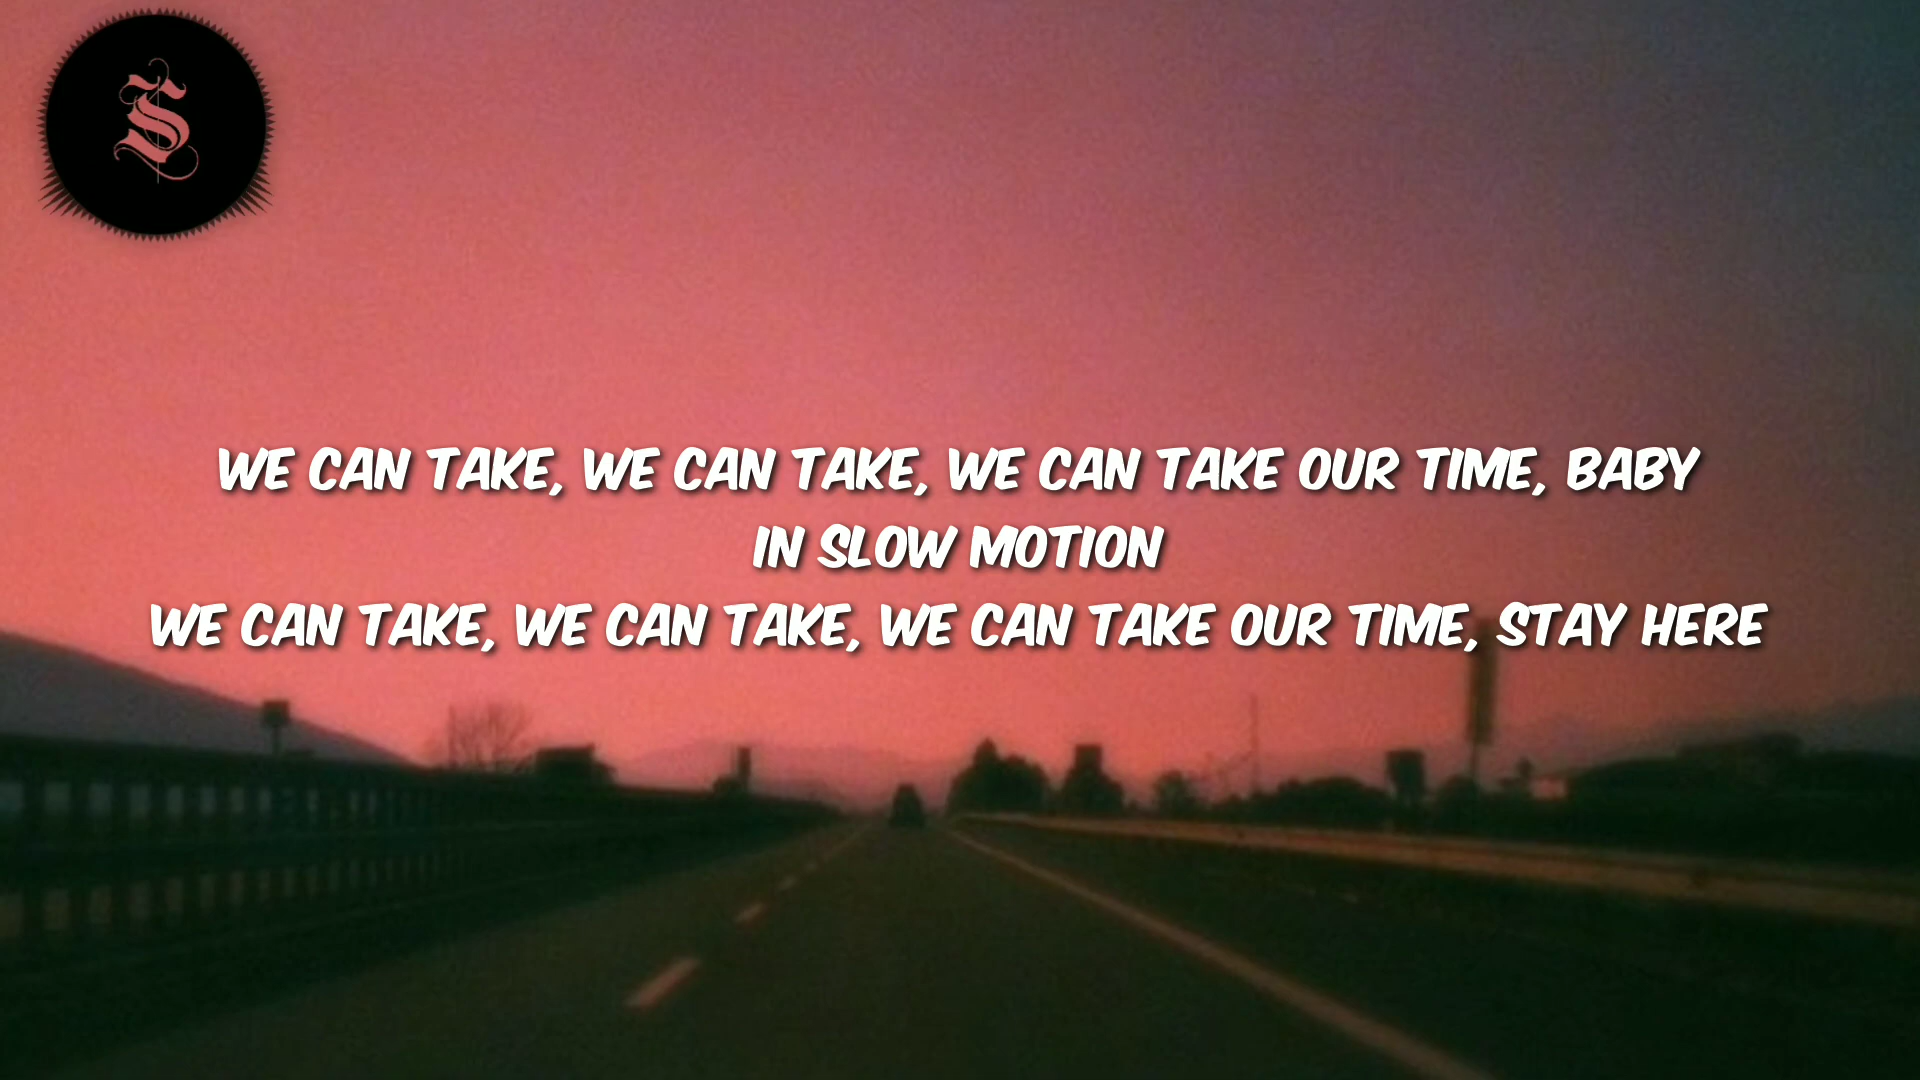 S
WE CAN TAKE, WE CAN TAKE, WE CAN TAKE OUR TIME, BABY
IN SLOW MOTION
WE CAN TAKE, WE CAN TAKE, WE CAN TAKE OUR TIME, STAY HERE